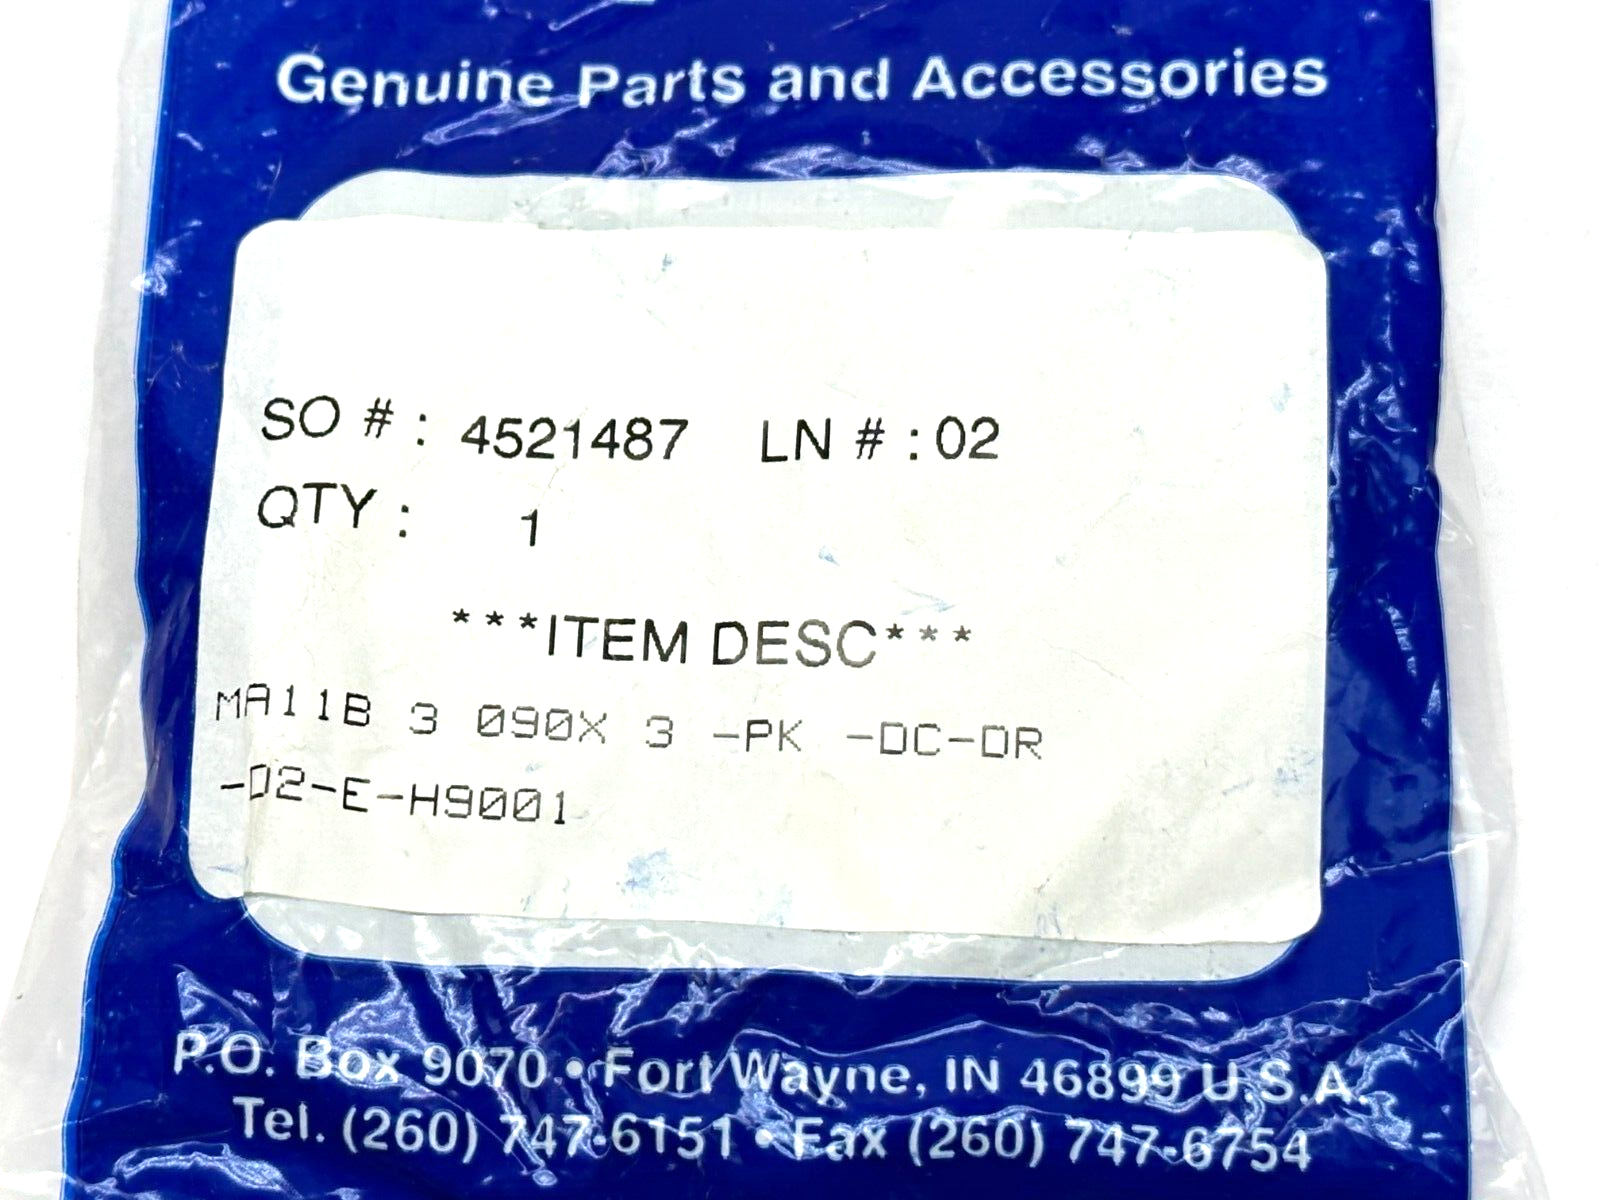 Genuine Parts and Accessories
SO # : 4521487 LN # : 02
QTY : 1
***ITEM DESC***
MA11B 3 090X 3 -PK -DC-DR
-D2-E-H9001
P.O. Box 9070 • Fort Wayne, IN 46899 U.S.A.
Tel. (260) 747-6151 • Fax (260) 747-6754